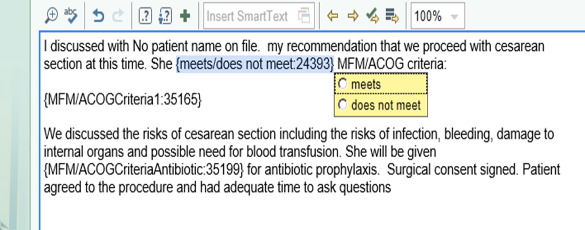 abc
Insert SmartText
100%
I discussed with No patient name on file.  my recommendation that we proceed with cesarean
section at this time. She {meets/does not meet:24393} MFM/ACOG criteria:
meets
does not meet
{MFM/ACOGCriteria1:35165}
We discussed the risks of cesarean section including the risks of infection, bleeding, damage to
internal organs and possible need for blood transfusion. She will be given
{MFM/ACOGCriteriaAntibiotic:35199} for antibiotic prophylaxis.  Surgical consent signed. Patient
agreed to the procedure and had adequate time to ask questions